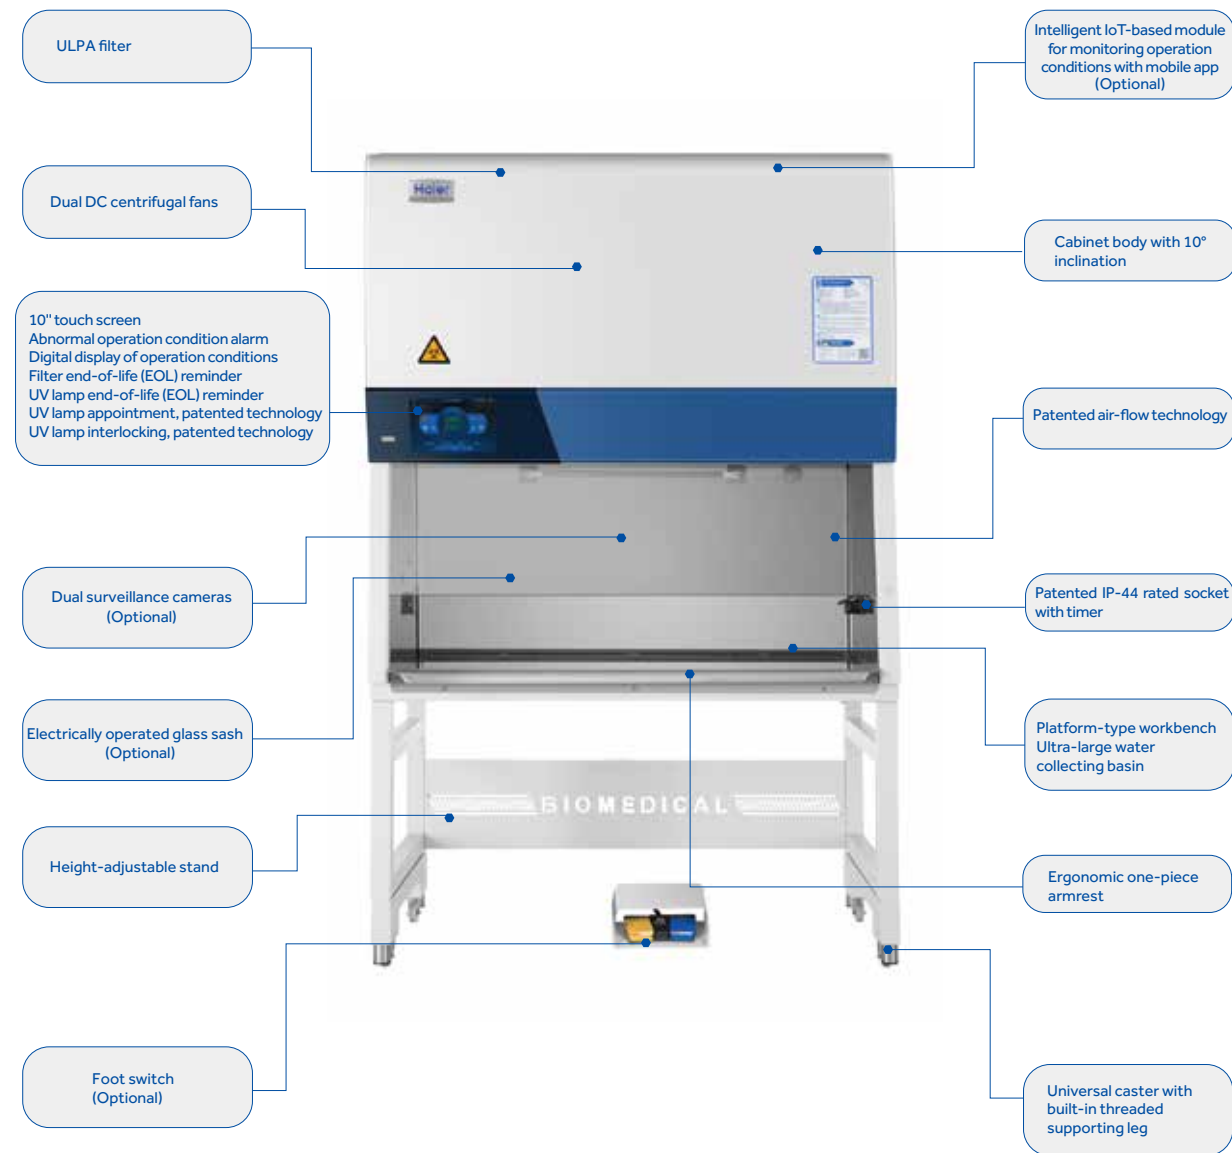 ULPA filter
Dual DC centrifugal fans
10" touch screen
Abnormal operation condition alarm
Digital display of operation conditions
Filter end-of-life (EOL) reminder
UV lamp end-of-life (EOL) reminder
UV lamp appointment, patented technology
UV lamp interlocking, patented technology
Dual surveillance cameras
(Optional)
Electrically operated glass sash
(Optional)
Height-adjustable stand
Foot switch
(Optional)
Haier
BIOMEDICAL
Intelligent IoT-based module
for monitoring operation
conditions with mobile app
(Optional)
Cabinet body with 10°
inclination
Patented air-flow technology
Patented IP-44 rated socket
with timer
Platform-type workbench
Ultra-large water
collecting basin
Ergonomic one-piece
armrest
Universal caster with
built-in threaded
supporting leg